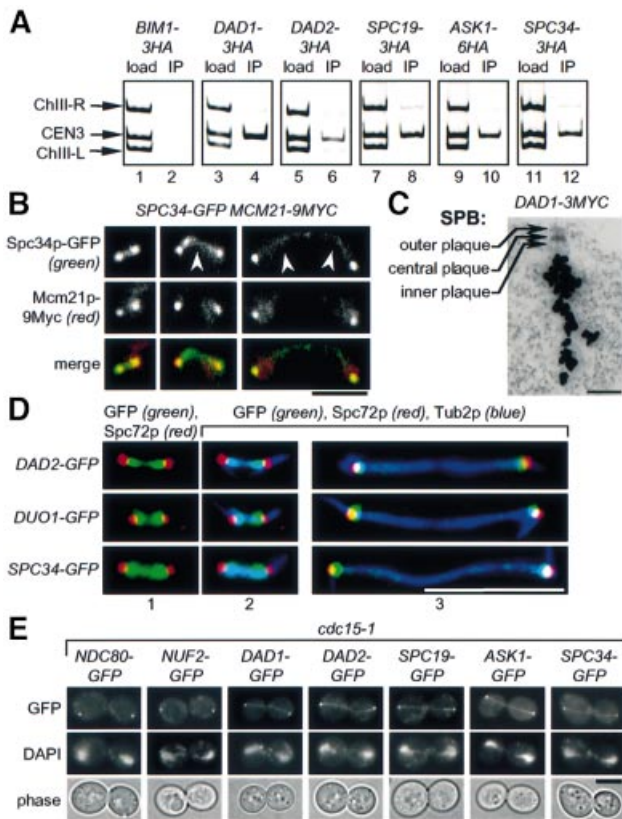 A
BIM1- DAD1- DAD2- SPC19- ASK1- SPC34-
3HA 3HA 3HA 3HA 6HA 3HA
load IP load IP load IP load IP load IP load IP
ChIII-R
CEN3
ChIII-L
1 2 3 4 5 6 7 8 9 10 11 12
B
SPC34-GFP MCM21-9MYC
Spc34p-GFP
(green)
Mcm21p-
9Myc (red)
merge
C
DAD1-3MYC
SPB:
outer plaque
central plaque
inner plaque
D
GFP (green), GFP (green), Spc72p (red), Tub2p (blue)
Spc72p (red)
DAD2-GFP
DUO1-GFP
SPC34-GFP
1 2 3
E
cdc15-1
NDC80- NUF2- DAD1- DAD2- SPC19- ASK1- SPC34-
GFP GFP GFP GFP GFP GFP GFP
GFP
DAPI
phase